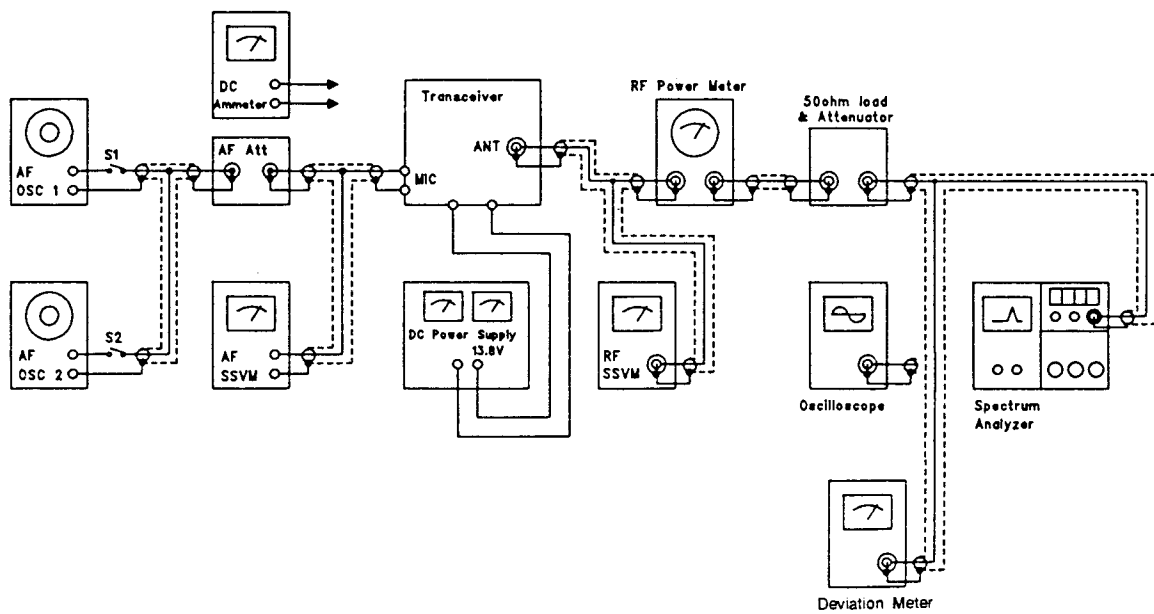 DC
Ammeter
Transceiver
RF Power Meter
50ohm load
& Attenuator
S1
AF Att
ANT
AF
OSC 1
MIC
S2
DC Power Supply
13.8V
AF
OSC 2
AF
SSVM
RF
SSVM
Oscilloscope
Spectrum
Analyzer
Deviation Meter